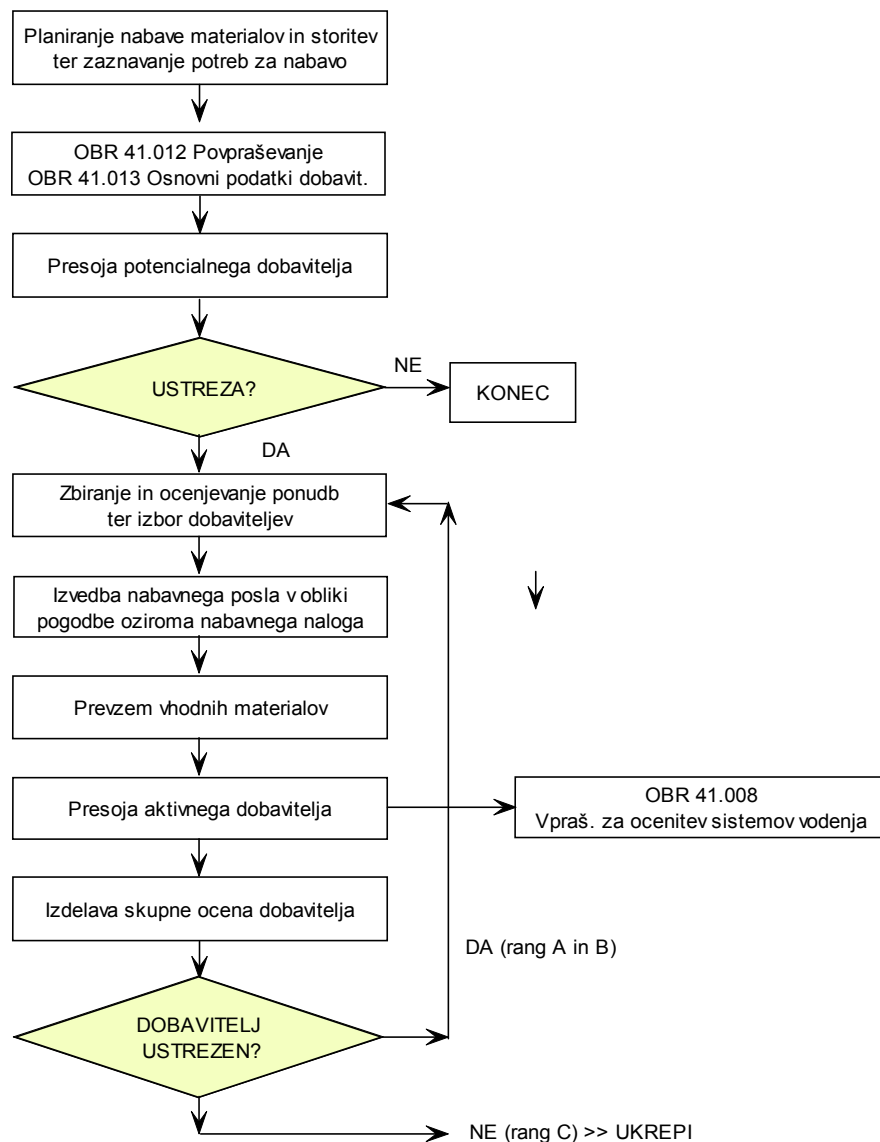 Planiranje nabave materialov in storitev
ter zaznavanje potreb za nabavo
OBR 41.012 Povpraševanje
OBR 41.013 Osnovni podatki dobavit.
Presoja potencialnega dobavitelja
USTREZA?
NE
KONEC
DA
Zbiranje in ocenjevanje ponudb
ter izbor dobaviteljev
Izvedba nabavnega posla v obliki
pogodbe oziroma nabavnega naloga
Prevzem vhodnih materialov
Presoja aktivnega dobavitelja
OBR 41.008
Vpraš. za ocenitev sistemov vodenja
Izdelava skupne ocena dobavitelja
DA (rang A in B)
DOBAVITELJ
USTREZEN?
NE (rang C) >> UKREPI